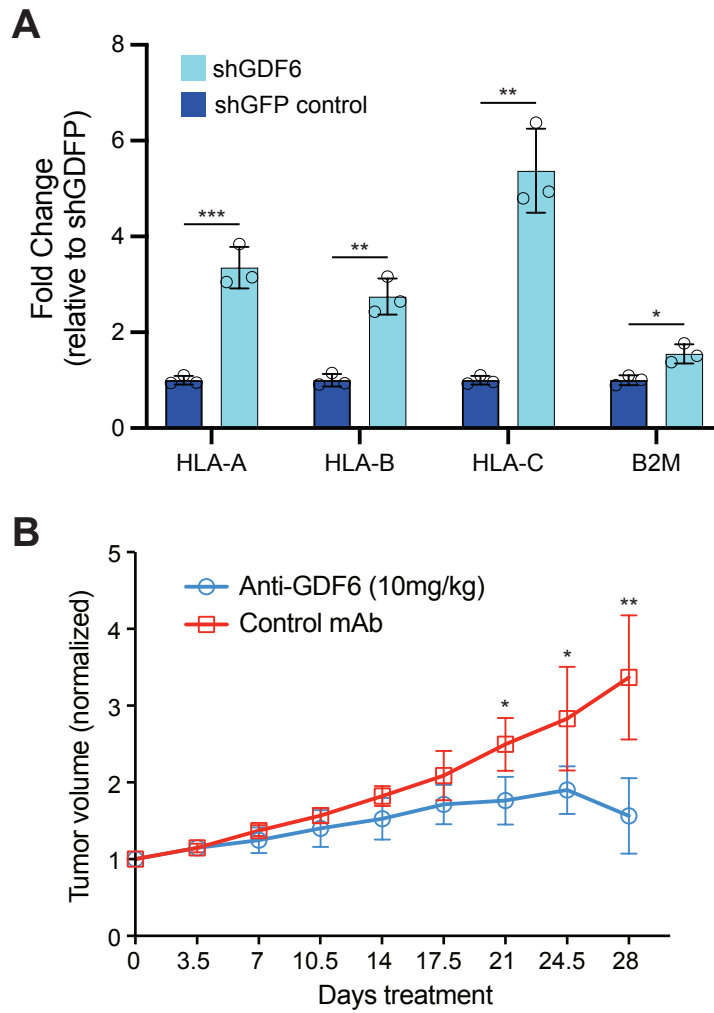 A
8
6
4
2
0
Fold Change
(relative to shGDFP)
shGDF6
shGFP control
***
**
**
*
HLA-A
HLA-B
HLA-C
B2M
B
5
4
3
2
1
0
Tumor volume (normalized)
Anti-GDF6 (10mg/kg)
Control mAb
*
*
**
0 3.5 7 10.5 14 17.5 21 24.5 28
Days treatment